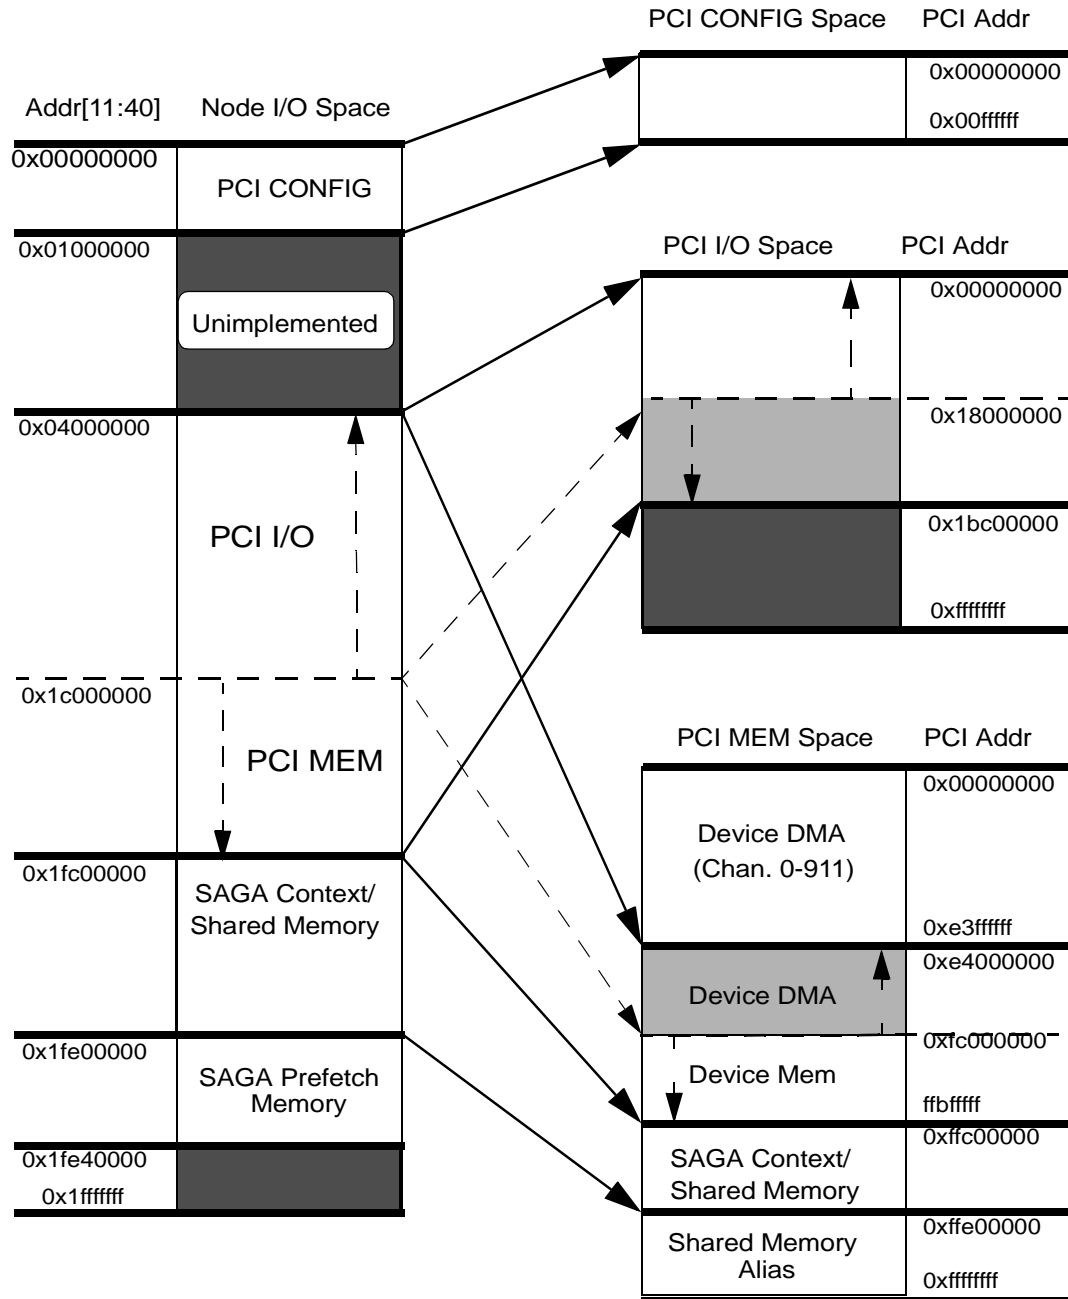 PCI CONFIG Space PCI Addr
0x00000000
0x00ffffff
Addr[11:40] Node I/O Space
0x00000000
PCI CONFIG
0x01000000
Unimplemented
0x04000000
PCI I/O
0x1c000000
PCI MEM
0x1fc00000
SAGA Context/
Shared Memory
0x1fe00000
SAGA Prefetch
Memory
0x1fe40000
0x1fffffff
PCI I/O Space PCI Addr
0x00000000
0x18000000
0x1bc00000
0xffffffff
PCI MEM Space PCI Addr
0x00000000
Device DMA
(Chan. 0-911)
0xe3ffffff
0xe4000000
Device DMA
0xfc000000
Device Mem
ffbfffff
0xffc00000
SAGA Context/
Shared Memory
0xffe00000
Shared Memory
Alias
0xffffffff